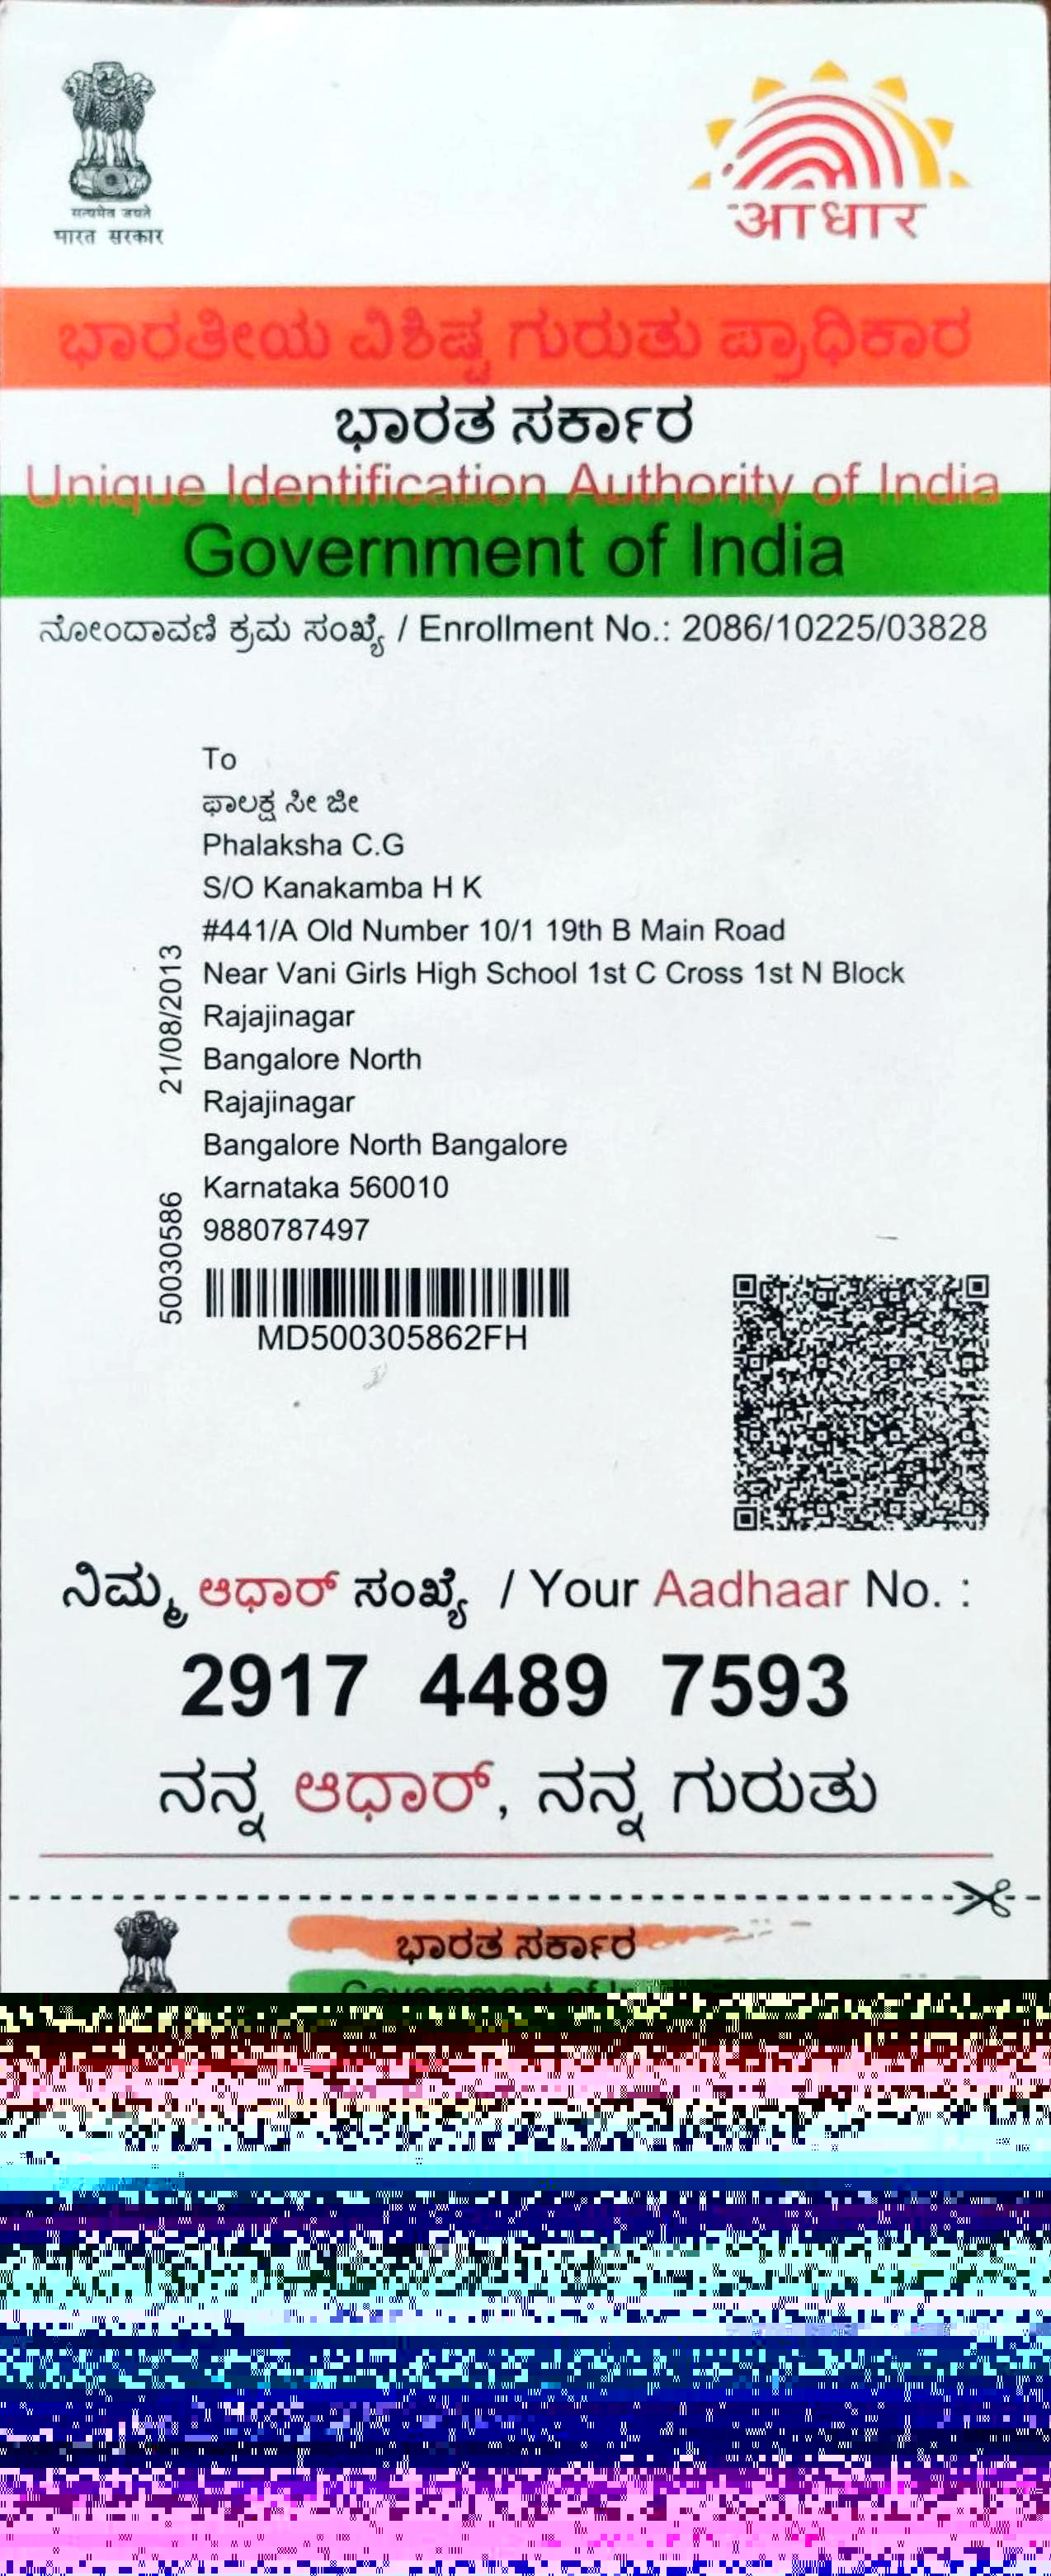 सत्यमेव जयते
भारत सरकार
आधार
ಭಾರತೀಯ ವಿಶಿಷ್ಟ ಗುರುತು ಪ್ರಾಧಿಕಾರ
ಭಾರತ ಸರ್ಕಾರ
Unique Identification Authority of India
Government of India
ನೋಂದಾವಣಿ ಕ್ರಮ ಸಂಖ್ಯೆ / Enrollment No.: 2086/10225/03828
To
ಫಾಲಕ್ಷ ಸೀ ಜೀ
Phalaksha C.G
S/O Kanakamba H K
#441/A Old Number 10/1 19th B Main Road
Near Vani Girls High School 1st C Cross 1st N Block
Rajajinagar
Bangalore North
Rajajinagar
Bangalore North Bangalore
Karnataka 560010
9880787497
21/08/2013
50030586
MD500305862FH
ನಿಮ್ಮ ಆಧಾರ್ ಸಂಖ್ಯೆ / Your Aadhaar No. :
2917 4489 7593
ನನ್ನ ಆಧಾರ್, ನನ್ನ ಗುರುತು
ಭಾರತ ಸರ್ಕಾರ
Government of